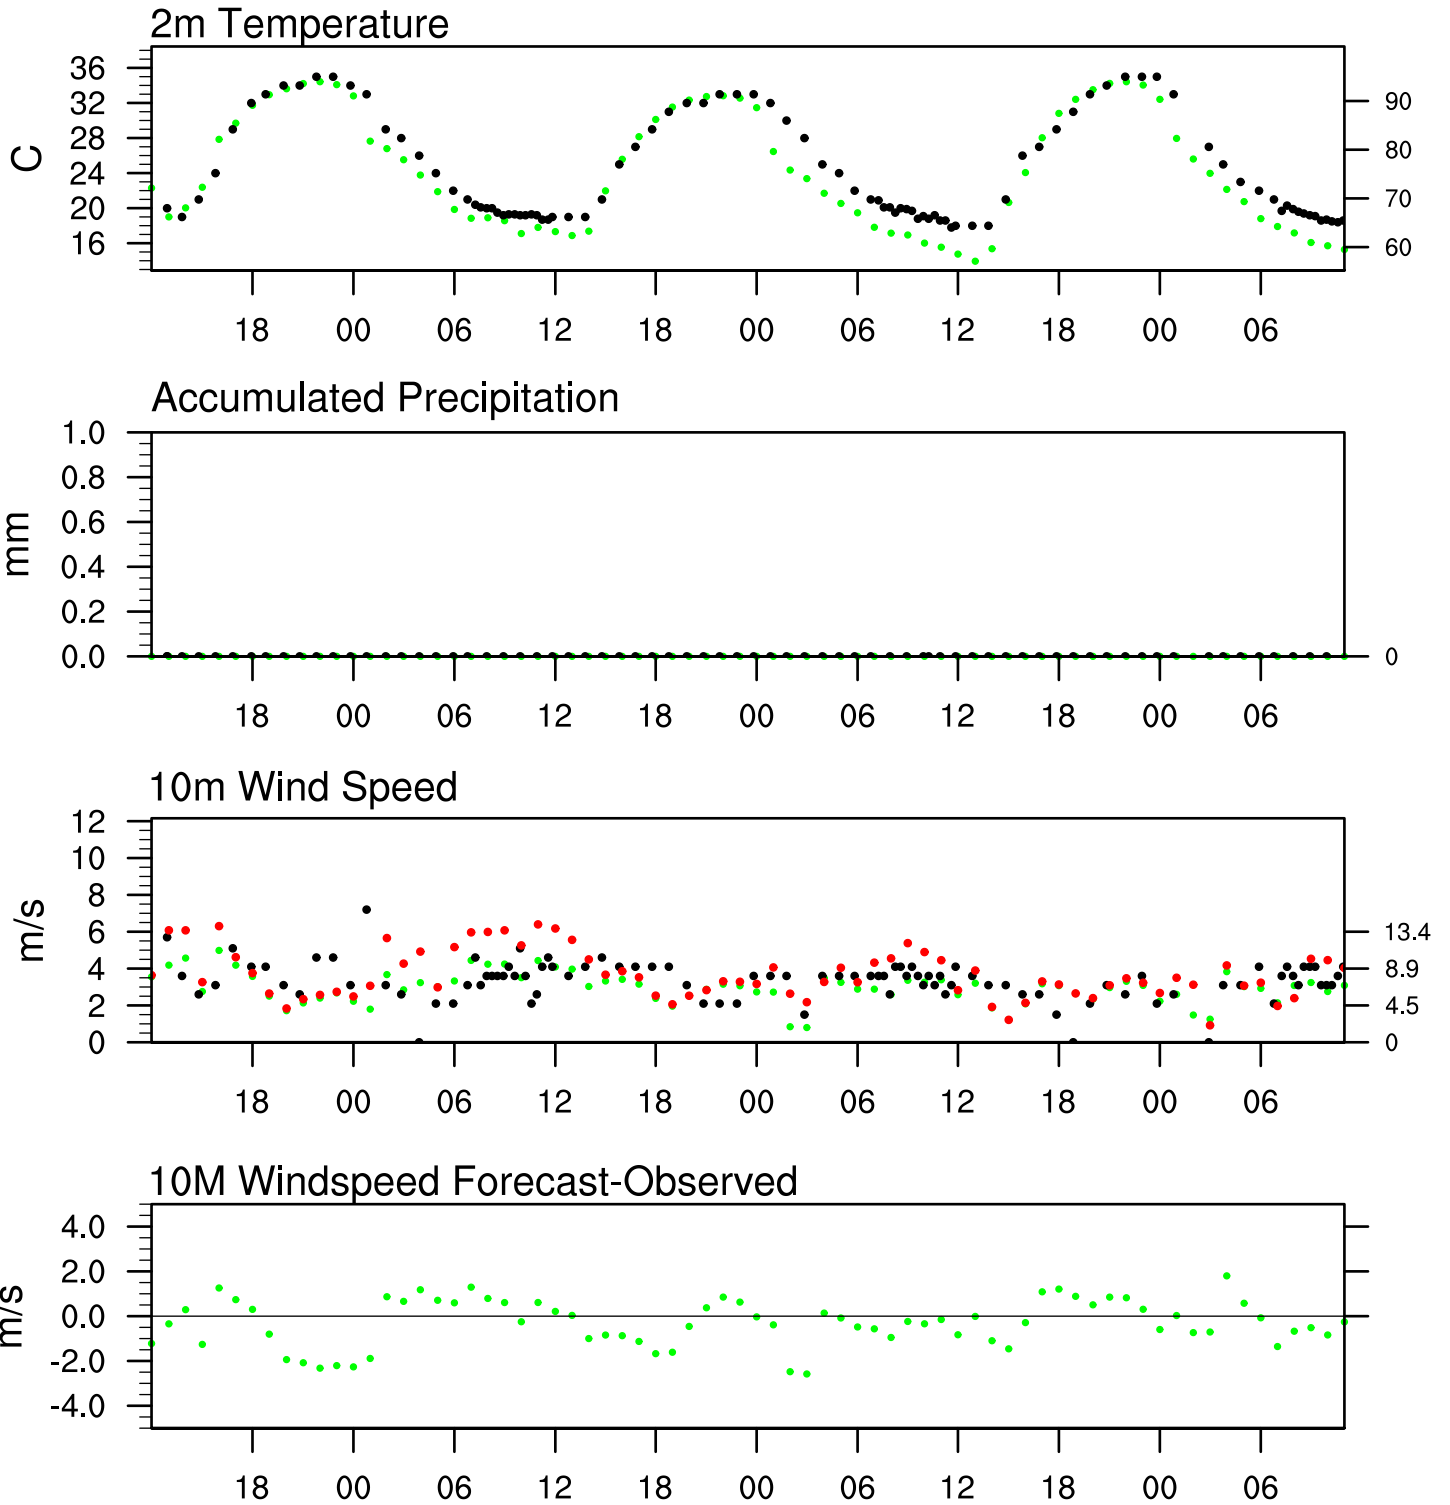 2m Temperature
36
32
28
24
20
16
C
90
80
70
60
18 00 06 12 18 00 06 12 18 00 06
Accumulated Precipitation
1.0
0.8
0.6
0.4
0.2
0.0
mm
0
18 00 06 12 18 00 06 12 18 00 06
10m Wind Speed
12
10
8
6
4
2
0
m/s
13.4
8.9
4.5
0
18 00 06 12 18 00 06 12 18 00 06
10M Windspeed Forecast-Observed
4.0
2.0
0.0
-2.0
-4.0
m/s
18 00 06 12 18 00 06 12 18 00 06